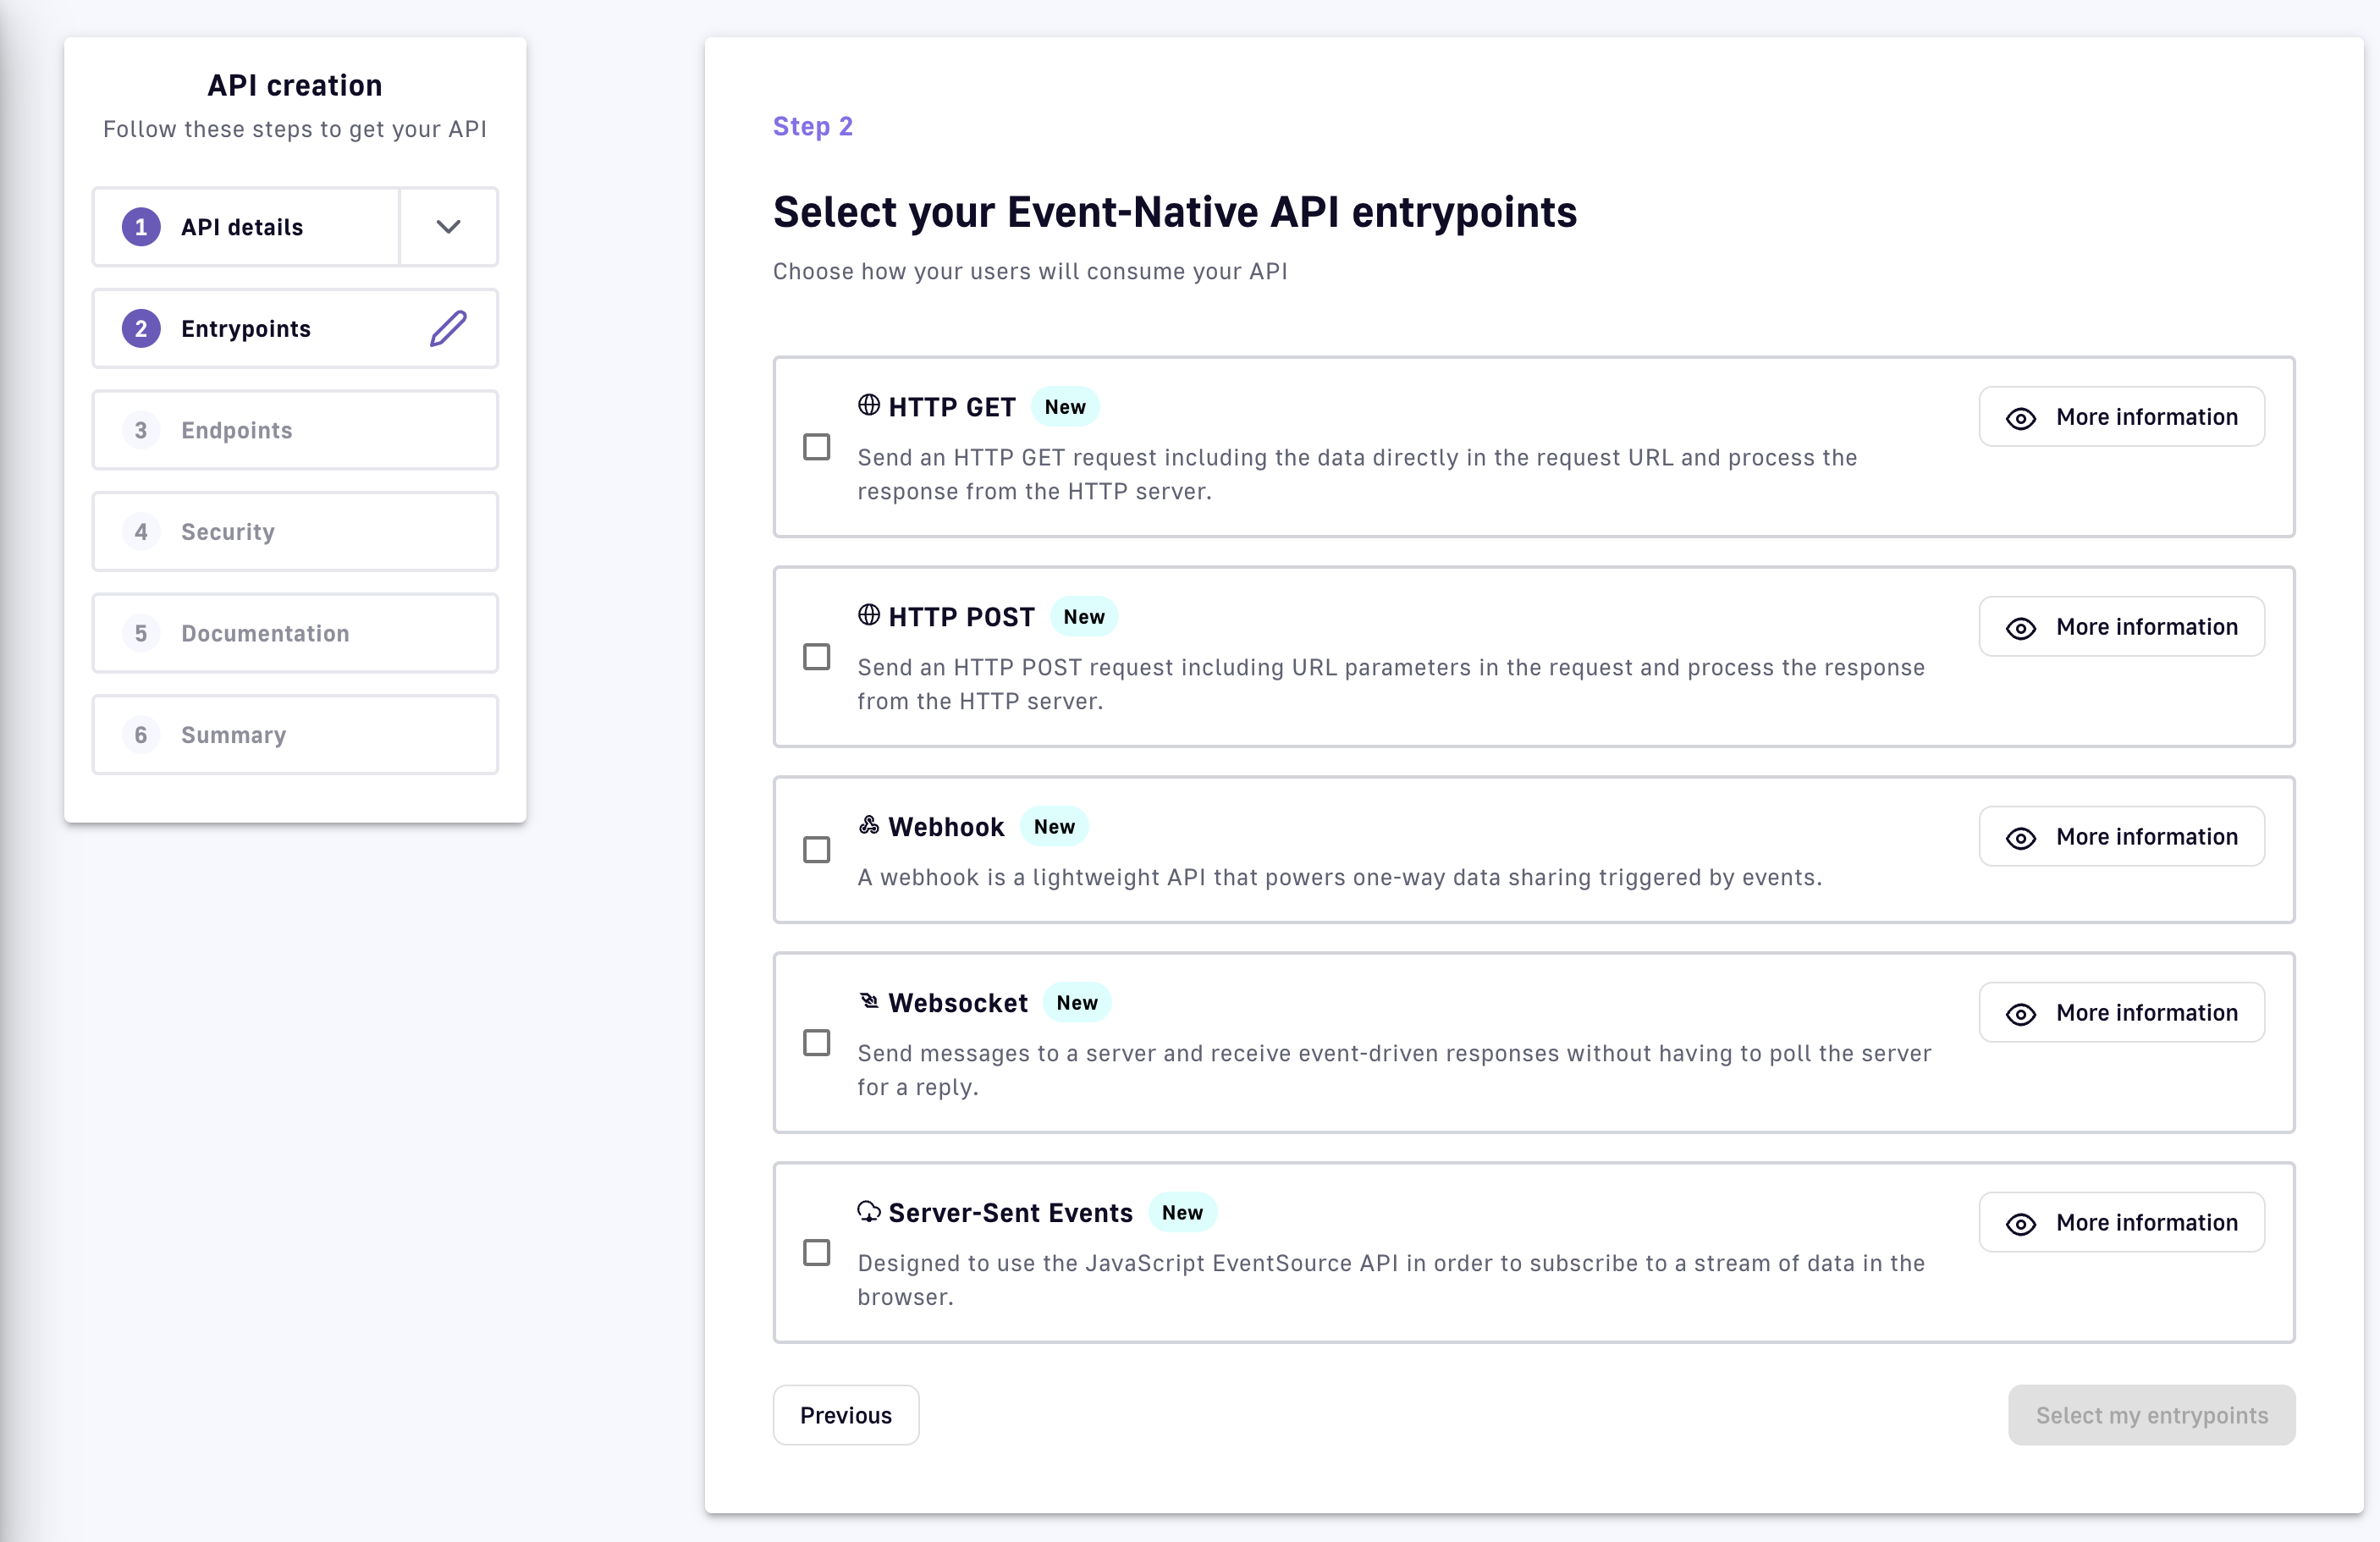 API creation
Follow these steps to get your API
1 API details
2 Entrypoints
3 Endpoints
4 Security
5 Documentation
6 Summary
Step 2
Select your Event-Native API entrypoints
Choose how your users will consume your API
HTTP GET New
More information
Send an HTTP GET request including the data directly in the request URL and process the
response from the HTTP server.
HTTP POST New
More information
Send an HTTP POST request including URL parameters in the request and process the response
from the HTTP server.
Webhook New
More information
A webhook is a lightweight API that powers one-way data sharing triggered by events.
Websocket New
More information
Send messages to a server and receive event-driven responses without having to poll the server
for a reply.
Server-Sent Events New
More information
Designed to use the JavaScript EventSource API in order to subscribe to a stream of data in the
browser.
Previous
Select my entrypoints